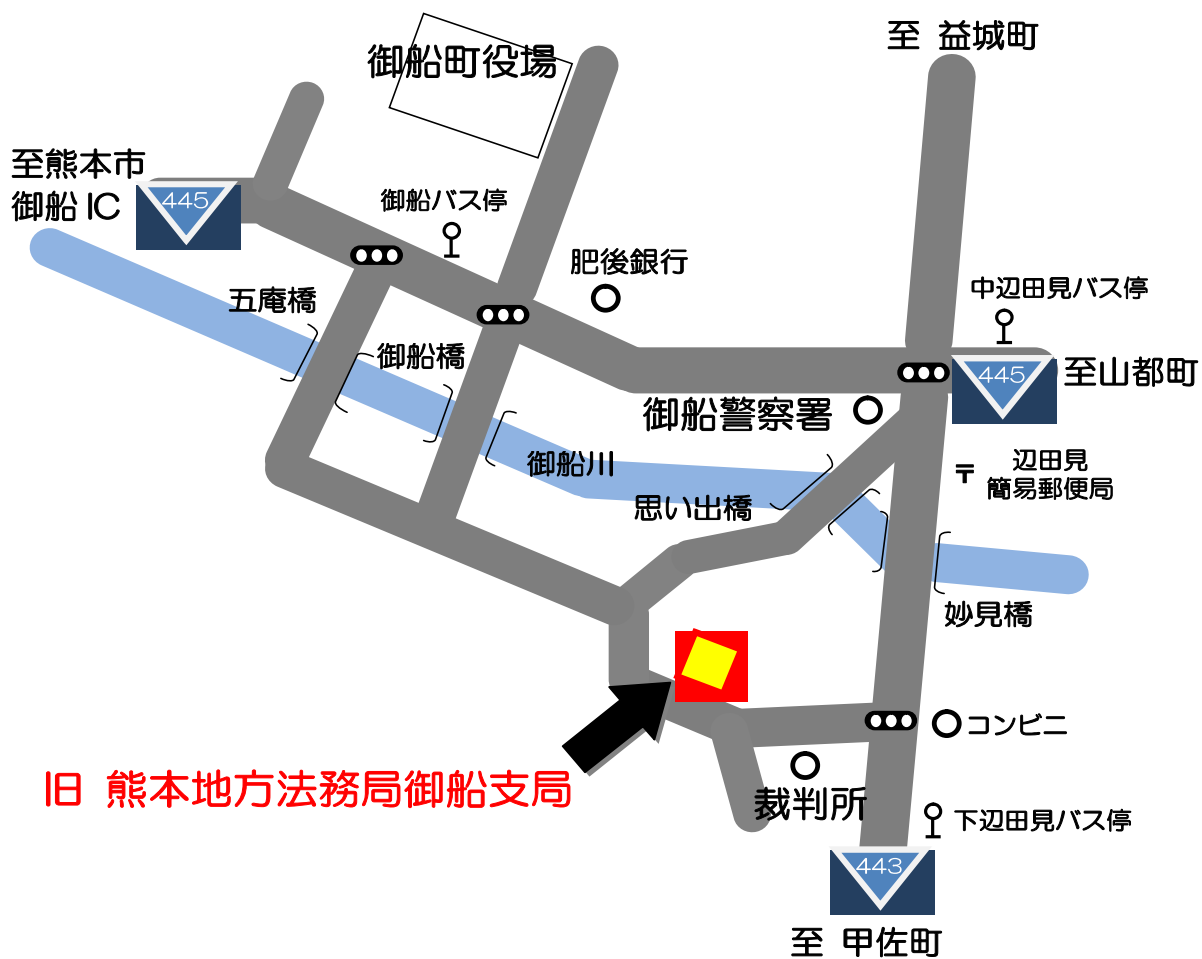 至 益城町
御船町役場
至熊本市
御船IC
445
御船バス停
肥後銀行
中辺田見バス停
五庵橋
御船橋
445
至山都町
御船警察署
御船川
辺田見
〒 簡易郵便局
思い出橋
妙見橋
コンビニ
旧 熊本地方法務局御船支局
裁判所
下辺田見バス停
443
至 甲佐町